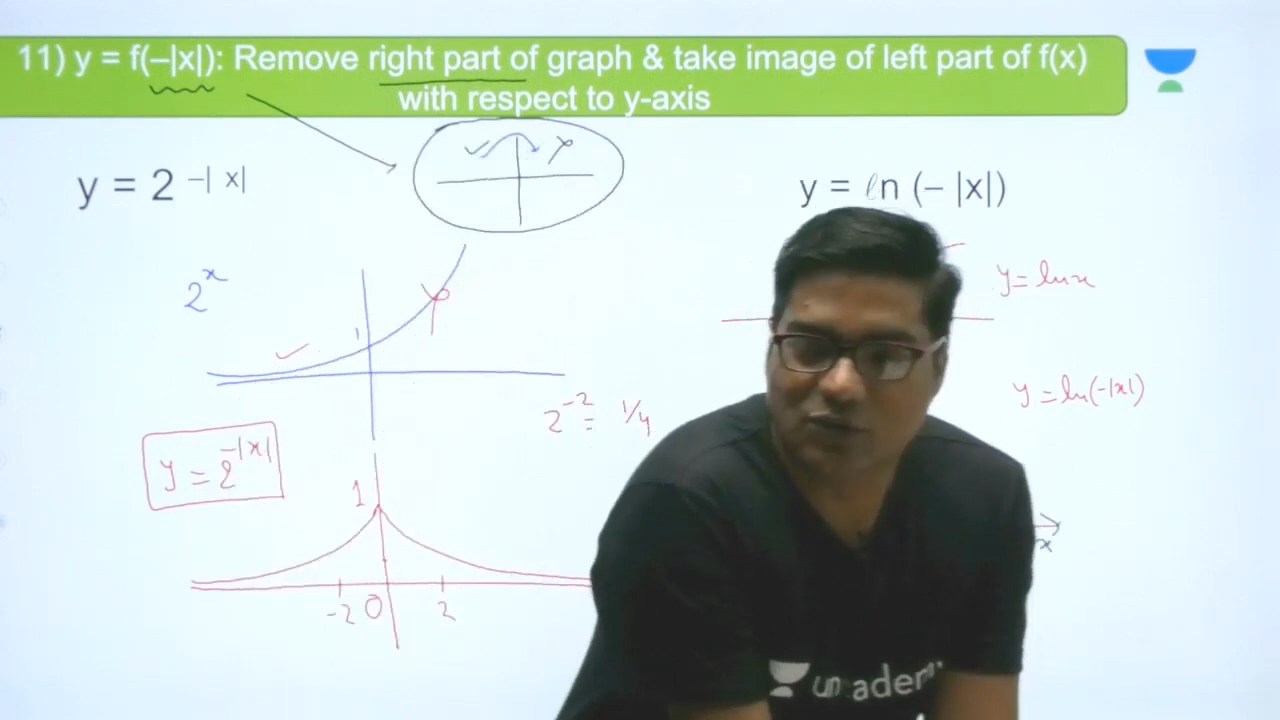 11) y = f(–|x|): Remove right part of graph & take image of left part of f(x)
with respect to y-axis
y = 2 –| x|
y = ln (– |x|)
2^x
y = ln x
1
y = ln(-|x|)
2^-2 = 1/4
y = 2^-|x|
1
x
-2 0 2